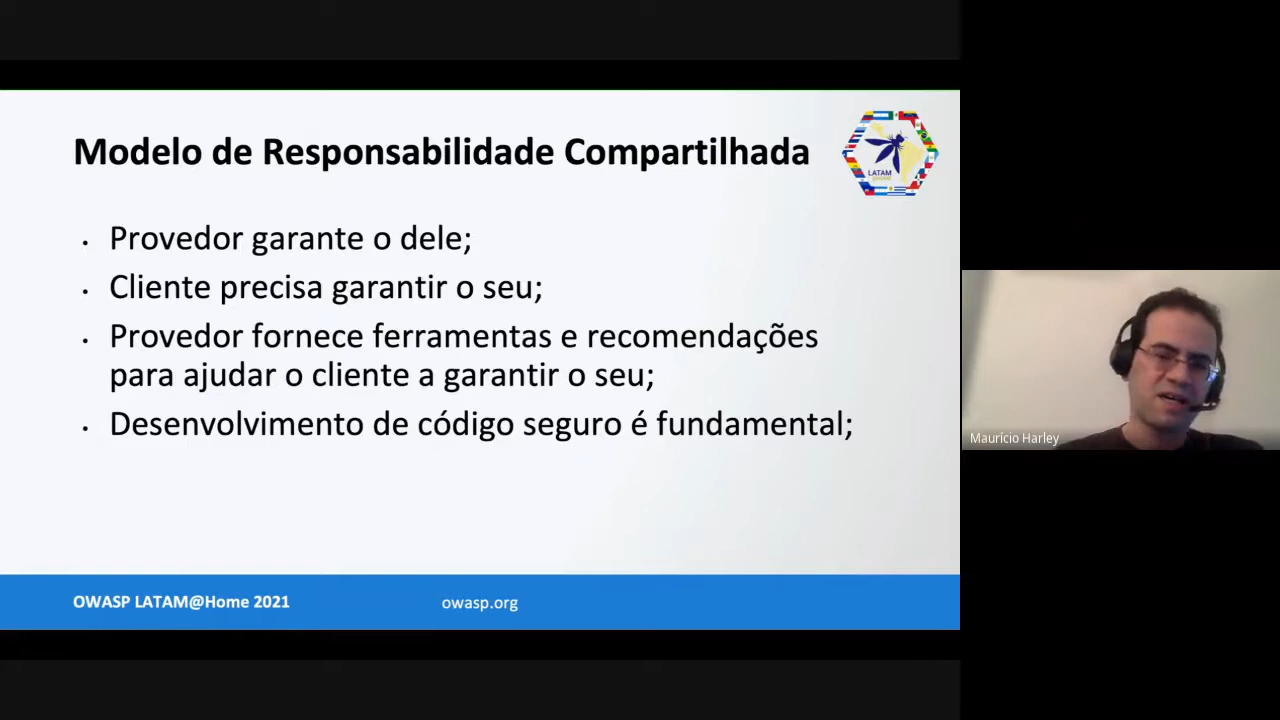 Modelo de Responsabilidade Compartilhada
LATAM
• Provedor garante o dele;
• Cliente precisa garantir o seu;
• Provedor fornece ferramentas e recomendações
para ajudar o cliente a garantir o seu;
• Desenvolvimento de código seguro é fundamental;
Maurício Harley
OWASP LATAM@Home 2021
owasp.org